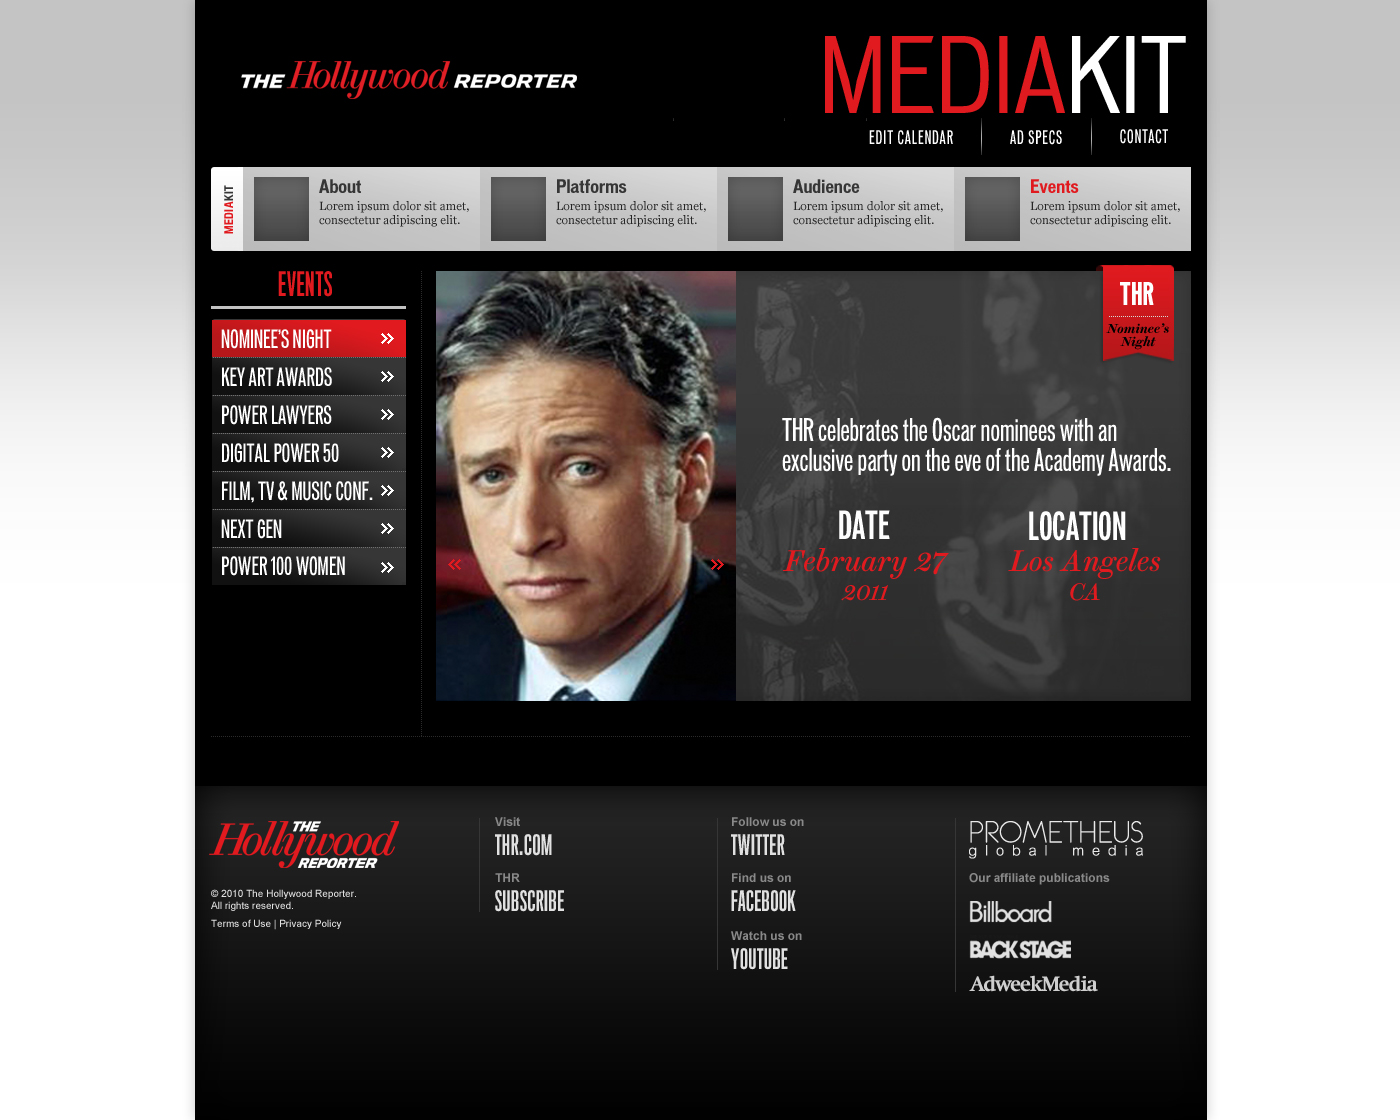 THE Hollywood REPORTER
MEDIAKIT
EDIT CALENDAR
AD SPECS
CONTACT
MEDIAKIT
About
Lorem ipsum dolor sit amet,
consectetur adipiscing elit.
Platforms
Lorem ipsum dolor sit amet,
consectetur adipiscing elit.
Audience
Lorem ipsum dolor sit amet,
consectetur adipiscing elit.
Events
Lorem ipsum dolor sit amet,
consectetur adipiscing elit.
EVENTS
NOMINEE'S NIGHT »
KEY ART AWARDS »
POWER LAWYERS »
DIGITAL POWER 50 »
FILM, TV & MUSIC CONF. »
NEXT GEN »
POWER 100 WOMEN »
« »
THR
Nominee's
Night
THR celebrates the Oscar nominees with an
exclusive party on the eve of the Academy Awards.
DATE
February 27
2011
LOCATION
Los Angeles
CA
THE
Hollywood
REPORTER
© 2010 The Hollywood Reporter.
All rights reserved.
Terms of Use | Privacy Policy
Visit
THR.COM
THR
SUBSCRIBE
Follow us on
TWITTER
Find us on
FACEBOOK
Watch us on
YOUTUBE
PROMETHEUS
global media
Our affiliate publications
Billboard
BACK STAGE
AdweekMedia